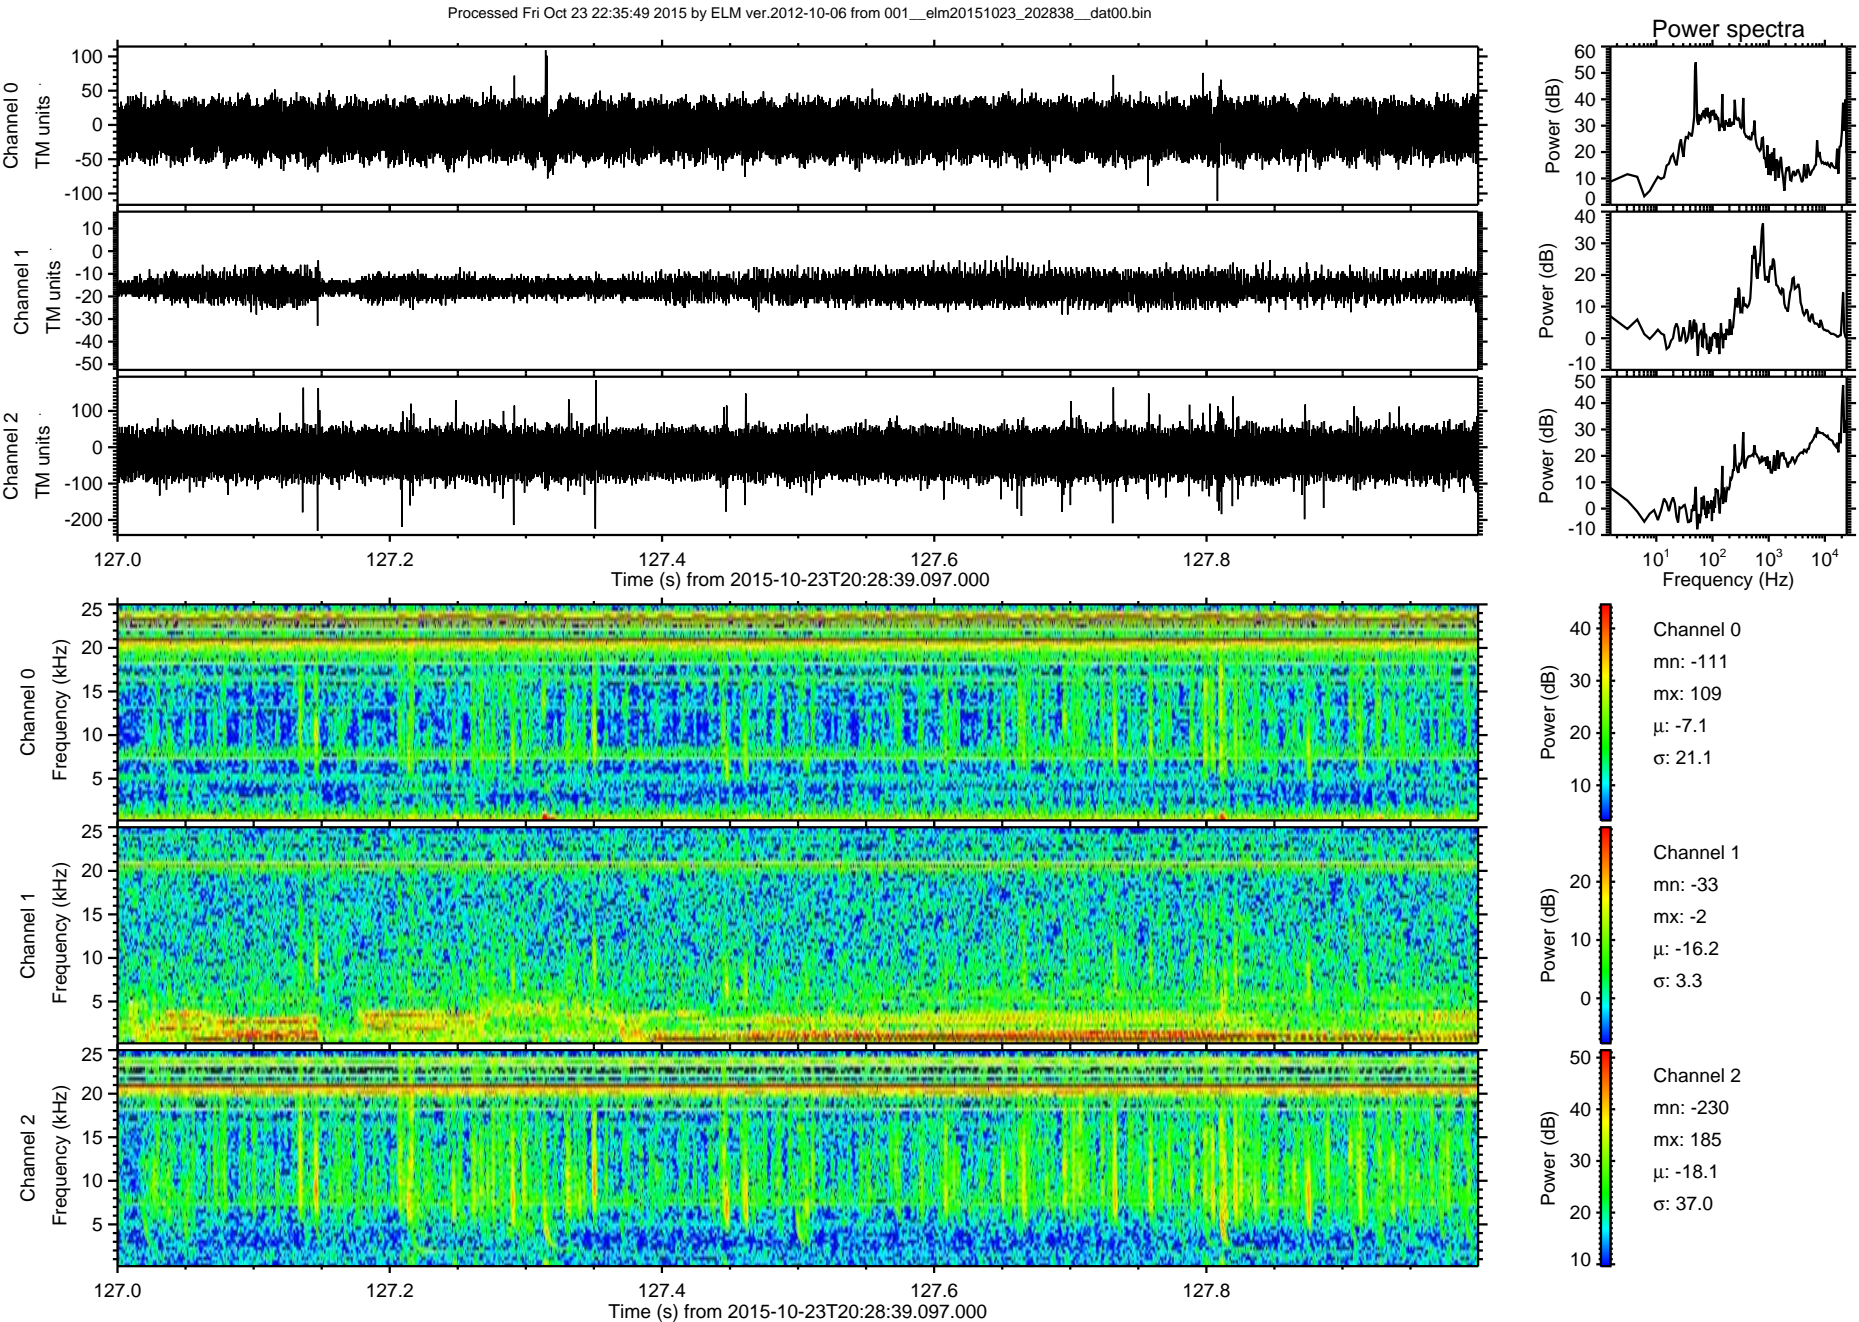 Processed Fri Oct 23 22:35:49 2015 by ELM ver.2012-10-06 from 001__elm20151023_202838__dat00.bin
Power spectra
Channel 0
TM units
100
50
0
-50
-100
Power (dB)
60
50
40
30
20
10
0
Channel 1
TM units
10
0
-10
-20
-30
-40
-50
Power (dB)
40
30
20
10
0
-10
Channel 2
TM units
100
0
-100
-200
Power (dB)
50
40
30
20
10
0
-10
127.0 127.2 127.4 127.6 127.8
Time (s) from 2015-10-23T20:28:39.097.000
10^1 10^2 10^3 10^4
Frequency (Hz)
Channel 0
Frequency (kHz)
25
20
15
10
5
Power (dB)
40
30
20
10
Channel 0
mn: -111
mx: 109
μ: -7.1
σ: 21.1
Channel 1
Frequency (kHz)
25
20
15
10
5
Power (dB)
20
10
0
Channel 1
mn: -33
mx: -2
μ: -16.2
σ: 3.3
Channel 2
Frequency (kHz)
25
20
15
10
5
Power (dB)
50
40
30
20
10
Channel 2
mn: -230
mx: 185
μ: -18.1
σ: 37.0
127.0 127.2 127.4 127.6 127.8
Time (s) from 2015-10-23T20:28:39.097.000